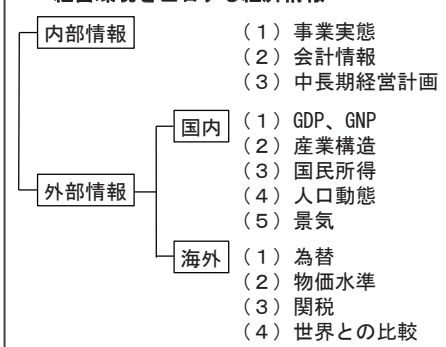 内部情報
（１）事業実態
（２）会計情報
（３）中長期経営計画
外部情報
国内
（１）GDP、GNP
（２）産業構造
（３）国民所得
（４）人口動態
（５）景気
海外
（１）為替
（２）物価水準
（３）関税
（４）世界との比較